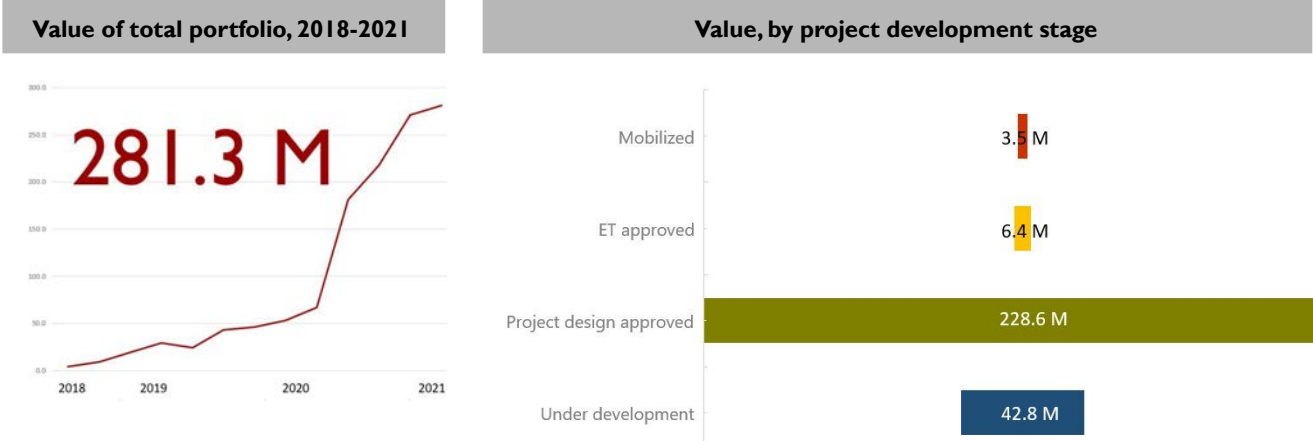 Value of total portfolio, 2018-2021
300.0
281.3 M
250.0
200.0
150.0
100.0
50.0
0.0
2018 2019 2020 2021
Value, by project development stage
Mobilized 3.5 M
ET approved 6.4 M
Project design approved 228.6 M
Under development 42.8 M